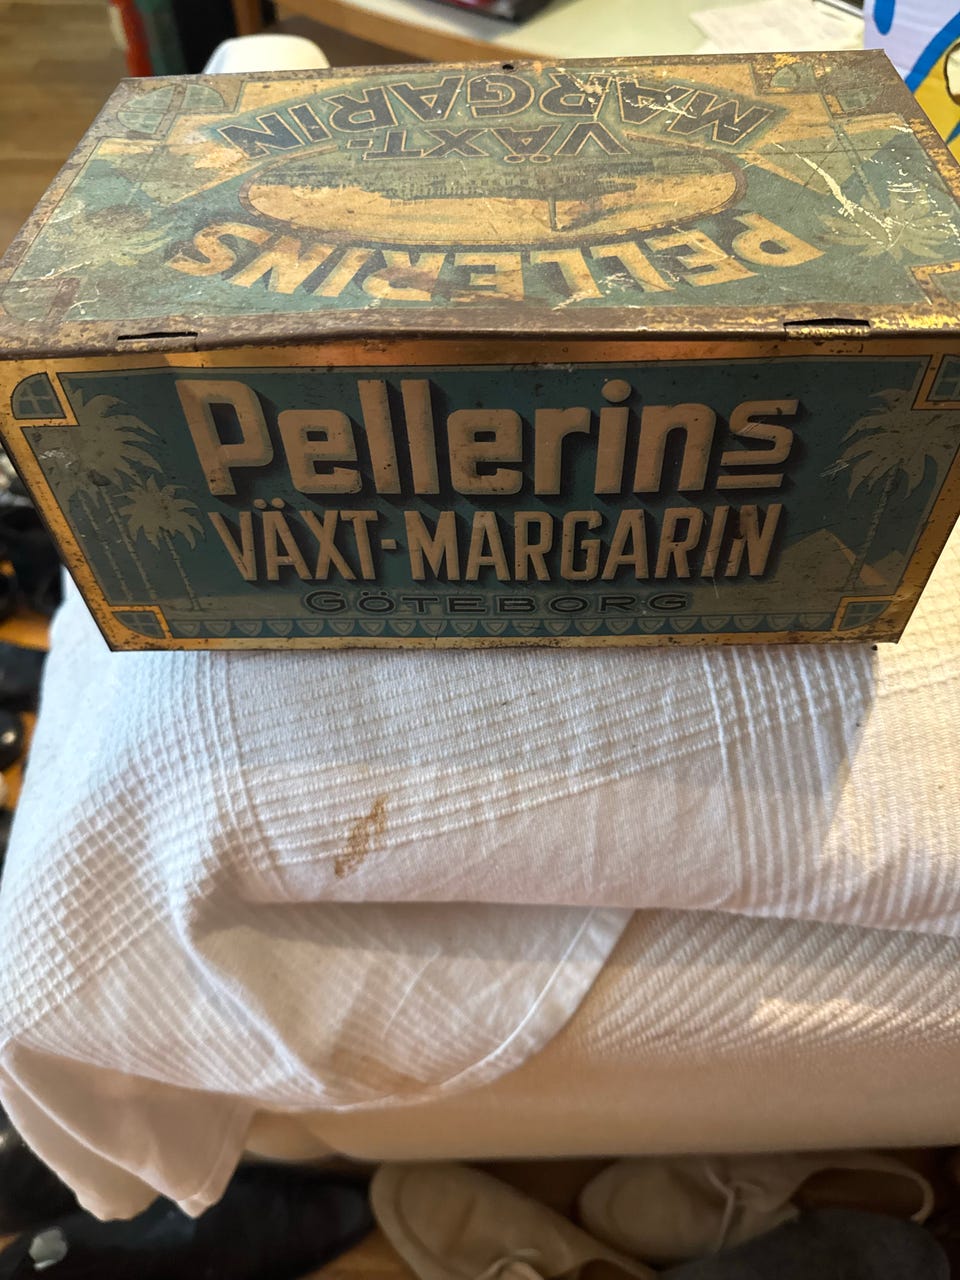 VÄXT-
MARGARIN
PELLERINS
Pellerins
VÄXT-MARGARIN
GÖTEBORG